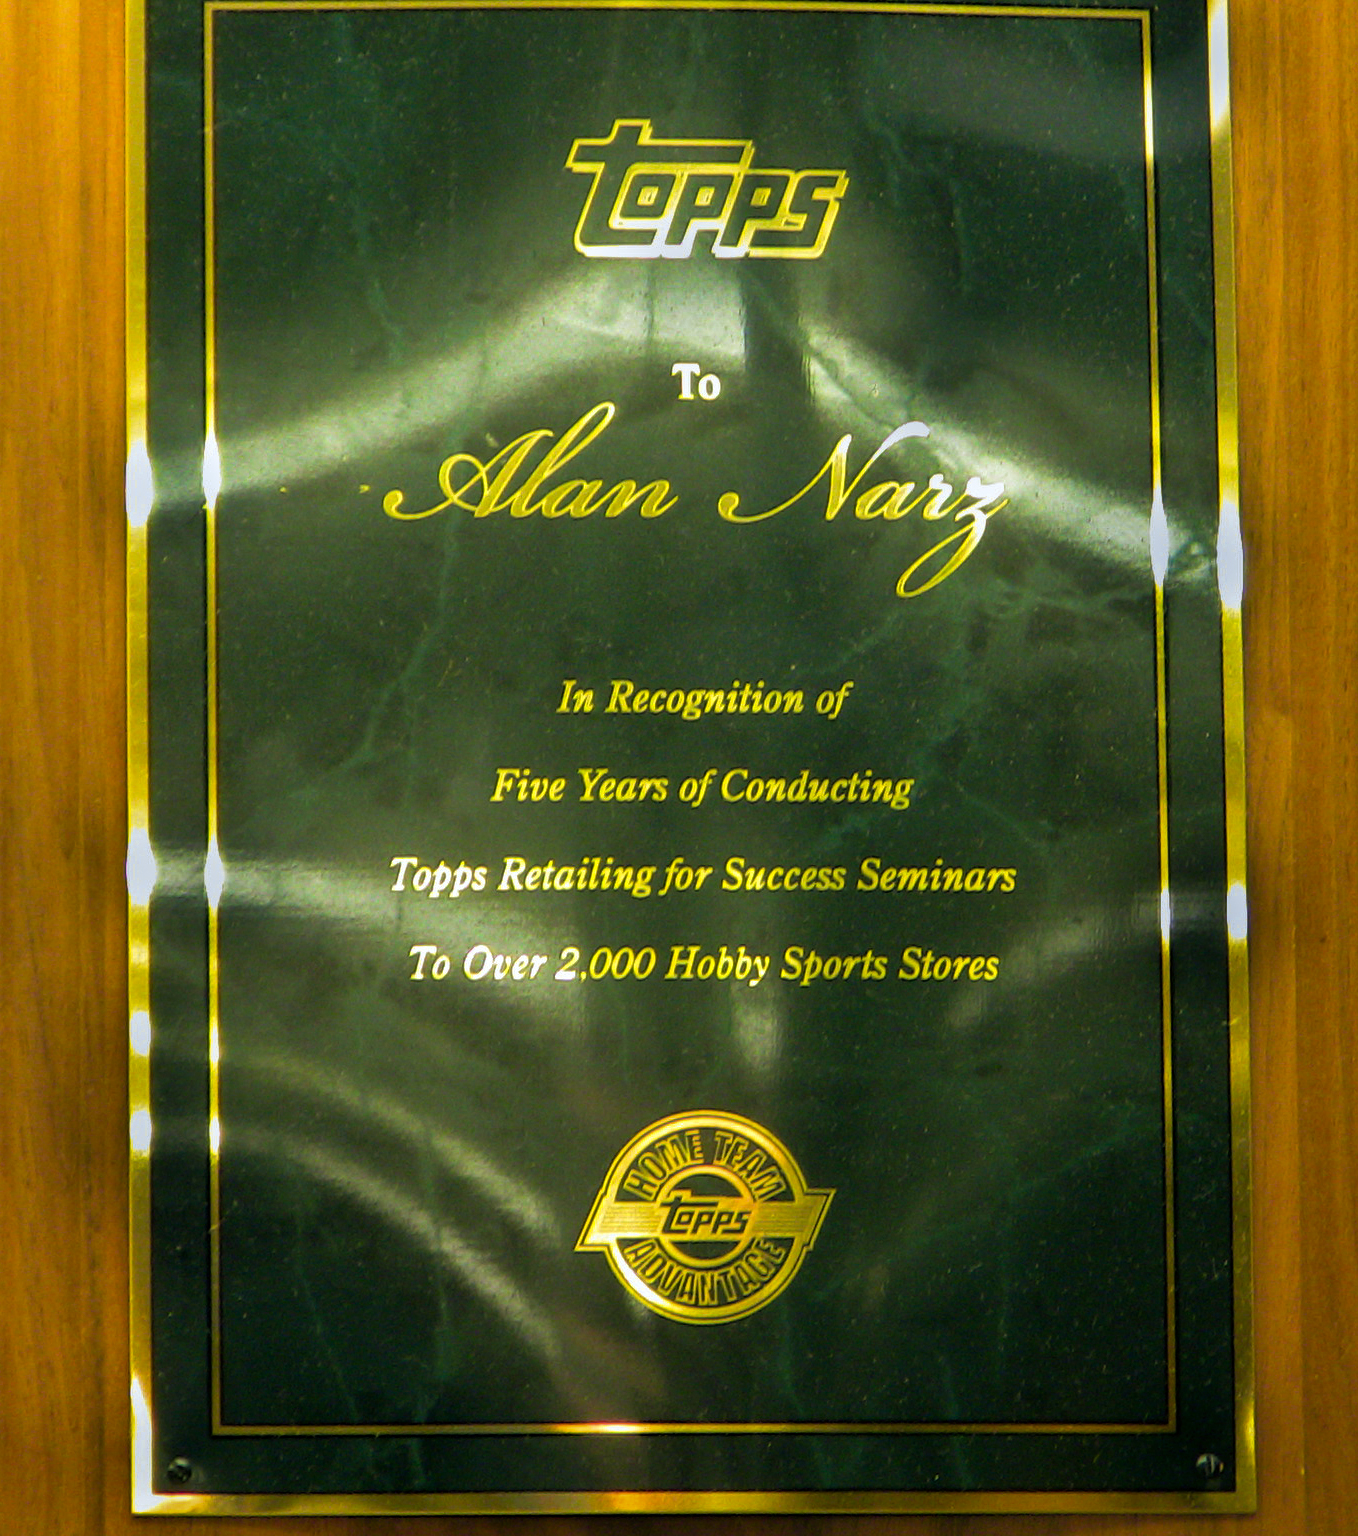 Topps
To
Alan Narz
In Recognition of
Five Years of Conducting
Topps Retailing for Success Seminars
To Over 2,000 Hobby Sports Stores
HOME TEAM
Topps
ADVANTAGE